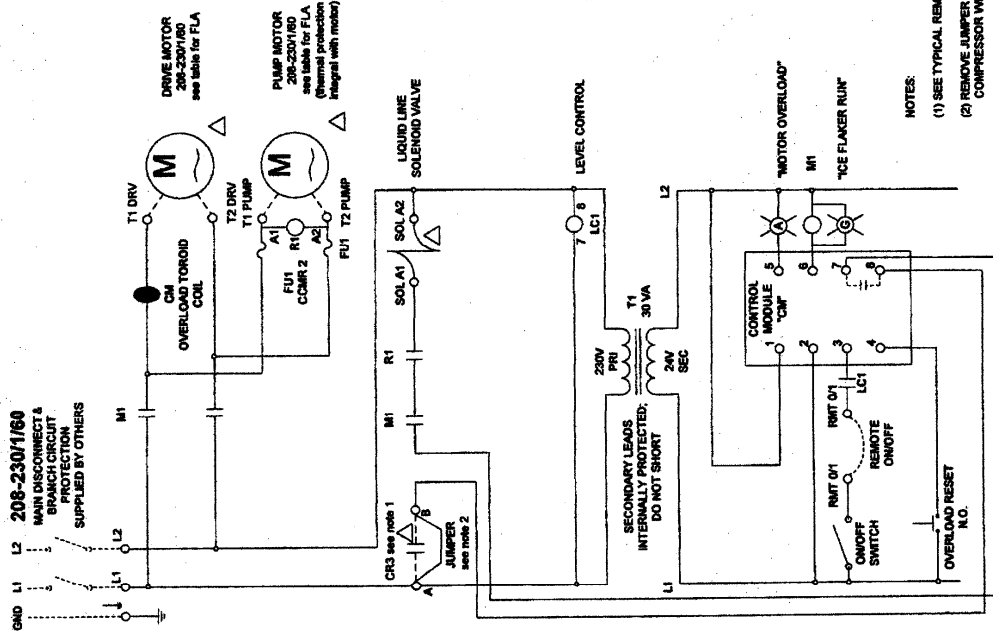 208-230/1/60
MAIN DISCONNECT &
BRANCH CIRCUIT
PROTECTION
SUPPLIED BY OTHERS
GND
L1
L2
L1
L2
M1
CM
OVERLOAD TOROID
COIL
T1 DRV
T2 DRV
DRIVE MOTOR
208-230/1/60
see table for FLA
M
T1 PUMP
T2 PUMP
PUMP MOTOR
208-230/1/60
see table for FLA
(thermal protection
integral with motor)
M
A1
R1
A2
FU1
CCMR 2
FU1
CR3 see note 1
A
B
JUMPER
see note 2
M1
R1
SOL A1
SOL A2
LIQUID LINE
SOLENOID VALVE
7
8
LC1
LEVEL CONTROL
SECONDARY LEADS
INTERNALLY PROTECTED;
DO NOT SHORT
230V
PRI
T1
30 VA
24V
SEC
L1
L2
CONTROL
MODULE
"CM"
1
2
3
4
5
6
7
8
A
G
"MOTOR OVERLOAD"
M1
"ICE FLAKER RUN"
ON/OFF
SWITCH
RMT 0/1
RMT 0/1
REMOTE
ON/OFF
LC1
OVERLOAD RESET
N.O.
NOTES:
(1) SEE TYPICAL REM
(2) REMOVE JUMPER
COMPRESSOR W